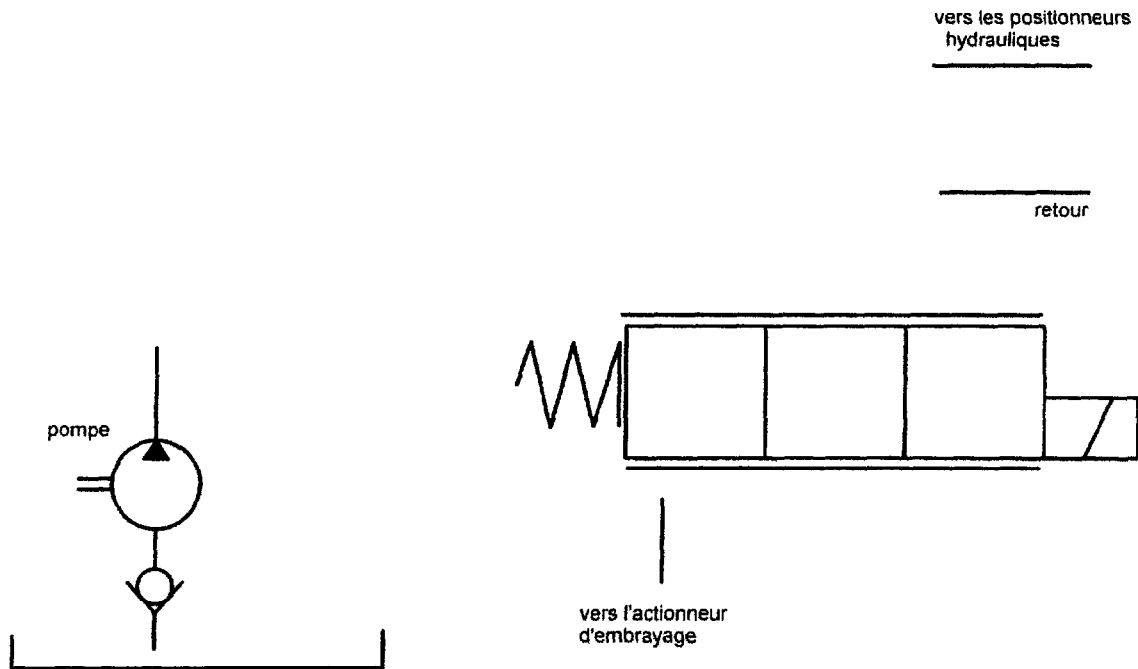 vers les positionneurs
hydrauliques
retour
pompe
vers l'actionneur
d'embrayage